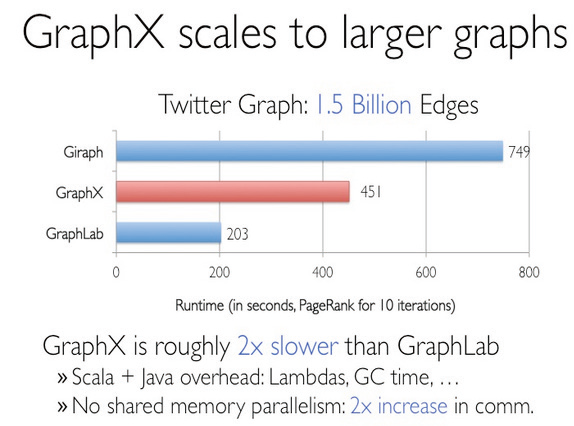 GraphX scales to larger graphs
Twitter Graph: 1.5 Billion Edges
Giraph 749
GraphX 451
GraphLab 203
0 200 400 600 800
Runtime (in seconds, PageRank for 10 iterations)
GraphX is roughly 2x slower than GraphLab
» Scala + Java overhead: Lambdas, GC time, …
» No shared memory parallelism: 2x increase in comm.